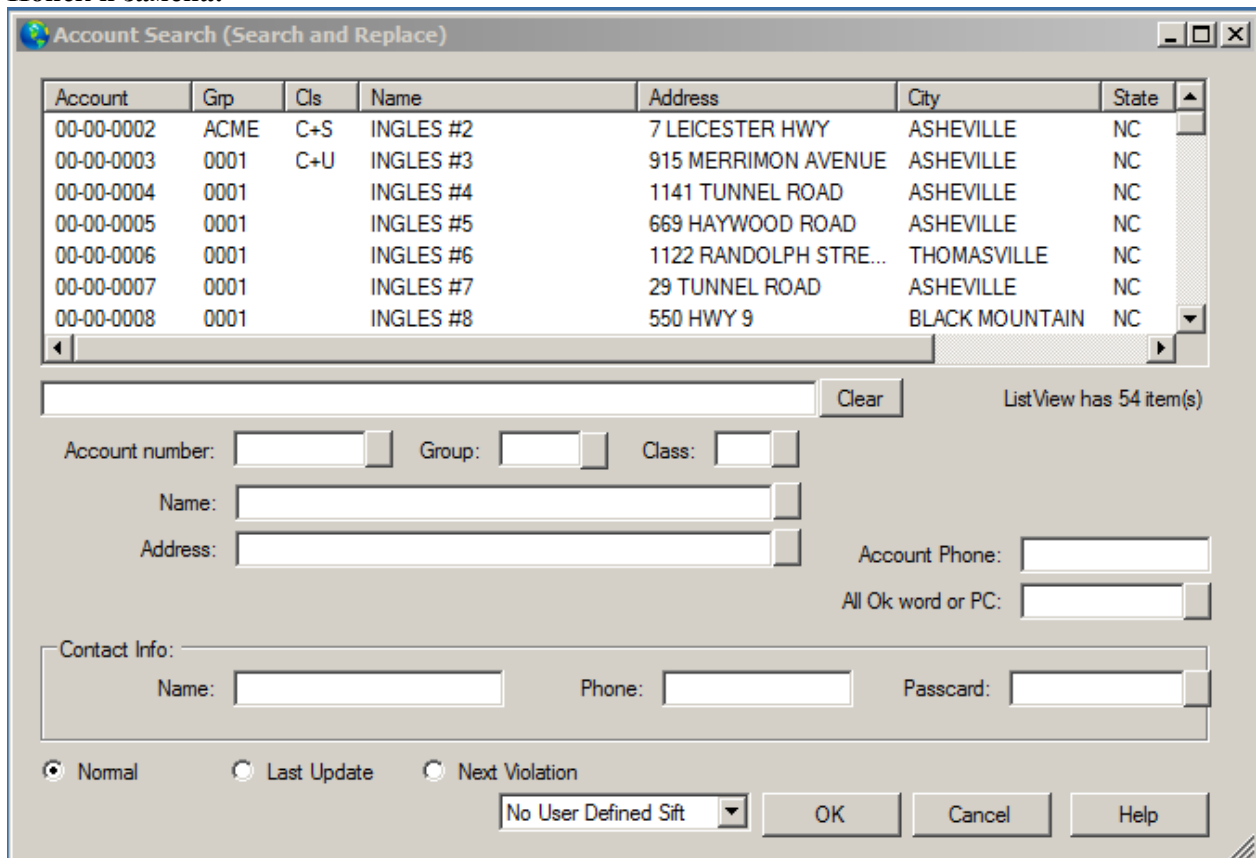 Поиск и замена:
Account Search (Search and Replace)
Account Grp Cls Name Address City State
00-00-0002 ACME C+S INGLES #2 7 LEICESTER HWY ASHEVILLE NC
00-00-0003 0001 C+U INGLES #3 915 MERRIMON AVENUE ASHEVILLE NC
00-00-0004 0001 INGLES #4 1141 TUNNEL ROAD ASHEVILLE NC
00-00-0005 0001 INGLES #5 669 HAYWOOD ROAD ASHEVILLE NC
00-00-0006 0001 INGLES #6 1122 RANDOLPH STRE... THOMASVILLE NC
00-00-0007 0001 INGLES #7 29 TUNNEL ROAD ASHEVILLE NC
00-00-0008 0001 INGLES #8 550 HWY 9 BLACK MOUNTAIN NC
Clear ListView has 54 item(s)
Account number: Group: Class:
Name:
Address:
Account Phone:
All Ok word or PC:
Contact Info:
Name: Phone: Passcard:
Normal Last Update Next Violation
No User Defined Sift OK Cancel Help